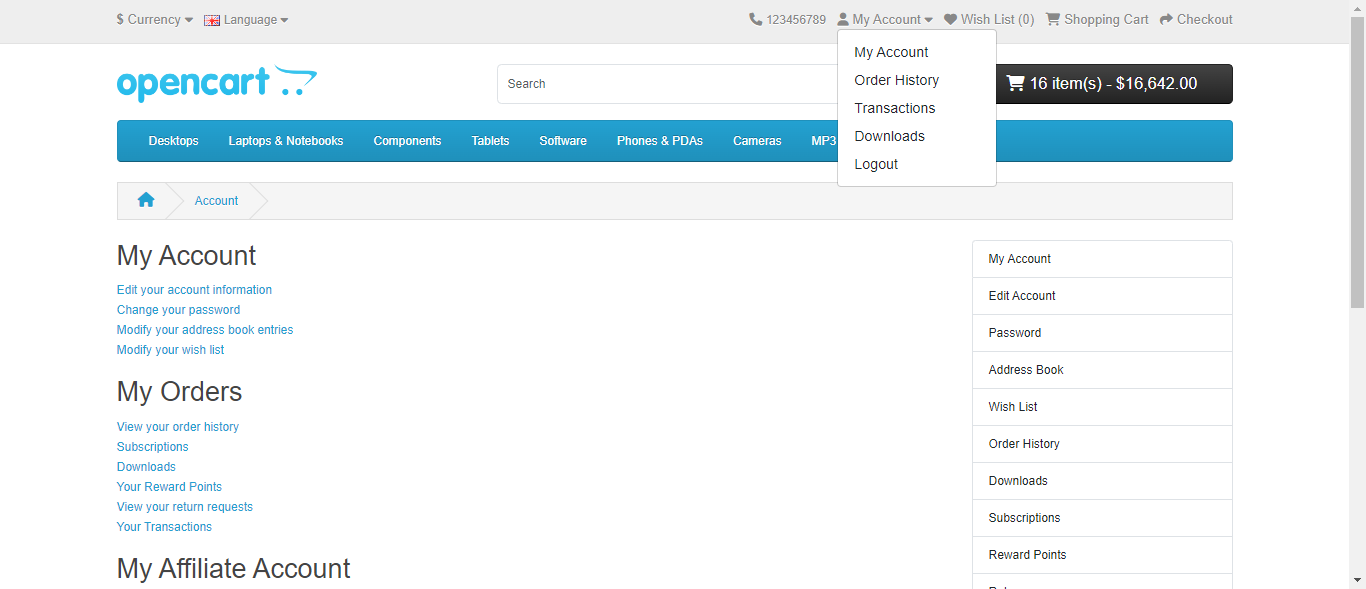 $ Currency Language 123456789 My Account Wish List (0) Shopping Cart Checkout
My Account
Order History
Transactions
Downloads
Logout
opencart Search 16 item(s) - $16,642.00
Desktops Laptops & Notebooks Components Tablets Software Phones & PDAs Cameras MP3
Account
My Account
Edit your account information
Change your password
Modify your address book entries
Modify your wish list
My Orders
View your order history
Subscriptions
Downloads
Your Reward Points
View your return requests
Your Transactions
My Affiliate Account
My Account
Edit Account
Password
Address Book
Wish List
Order History
Downloads
Subscriptions
Reward Points